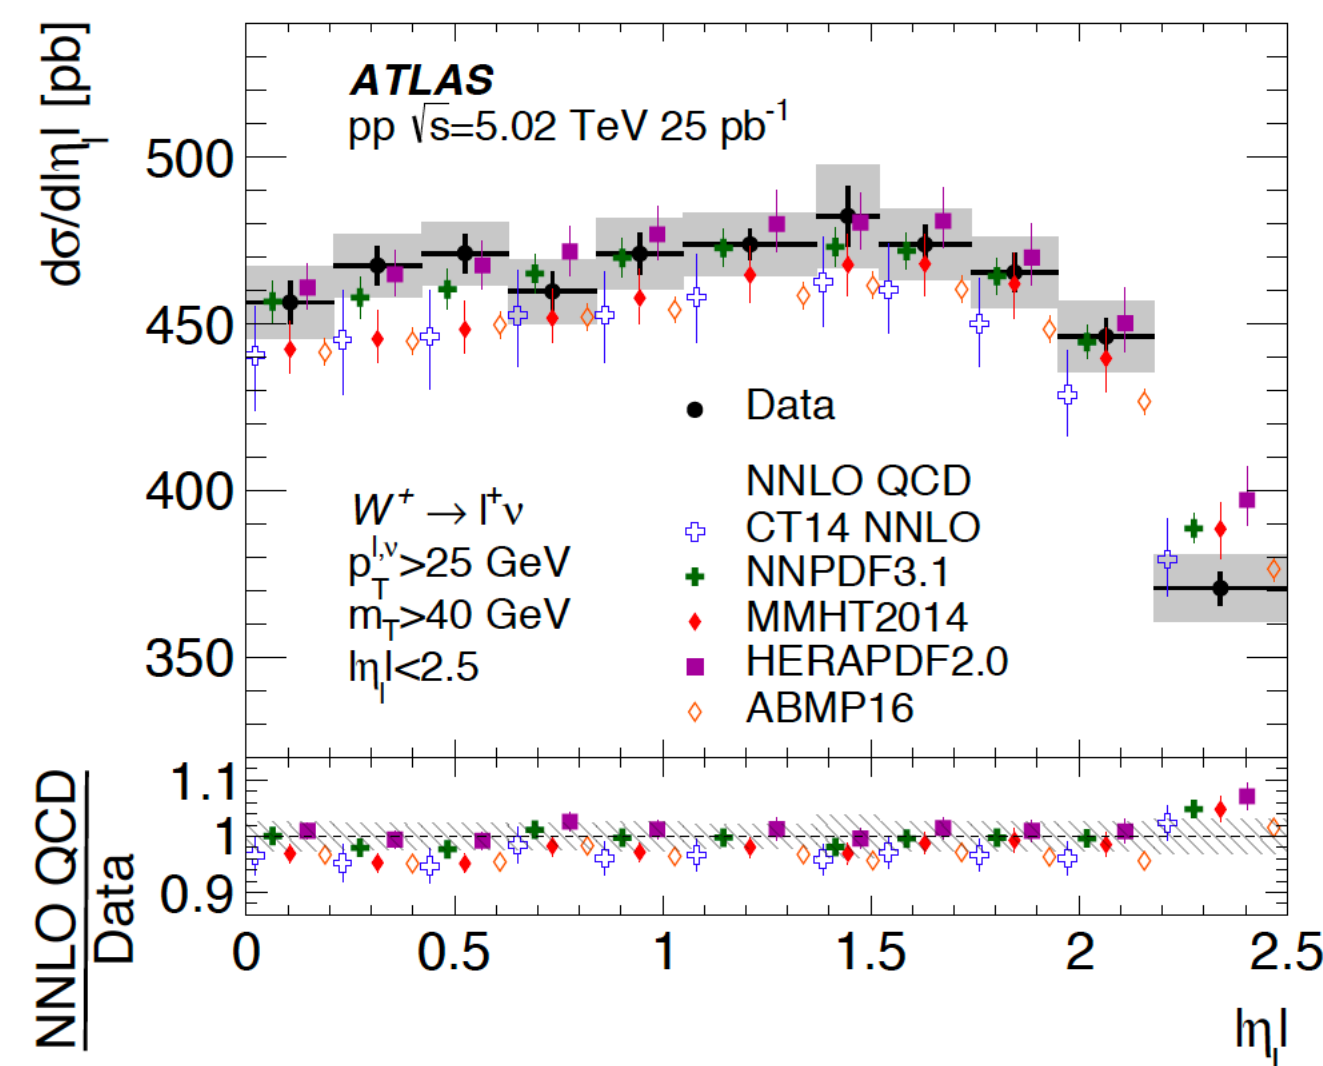 dσ/d|η_l| [pb]
ATLAS
pp √s=5.02 TeV 25 pb⁻¹
500
450
400
350
Data
NNLO QCD
CT14 NNLO
NNPDF3.1
MMHT2014
HERAPDF2.0
ABMP16
W⁺ → l⁺ν
p_T^{l,ν}>25 GeV
m_T>40 GeV
|η_l|<2.5
NNLO QCD
Data
1.1
1
0.9
0 0.5 1 1.5 2 2.5
|η_l|